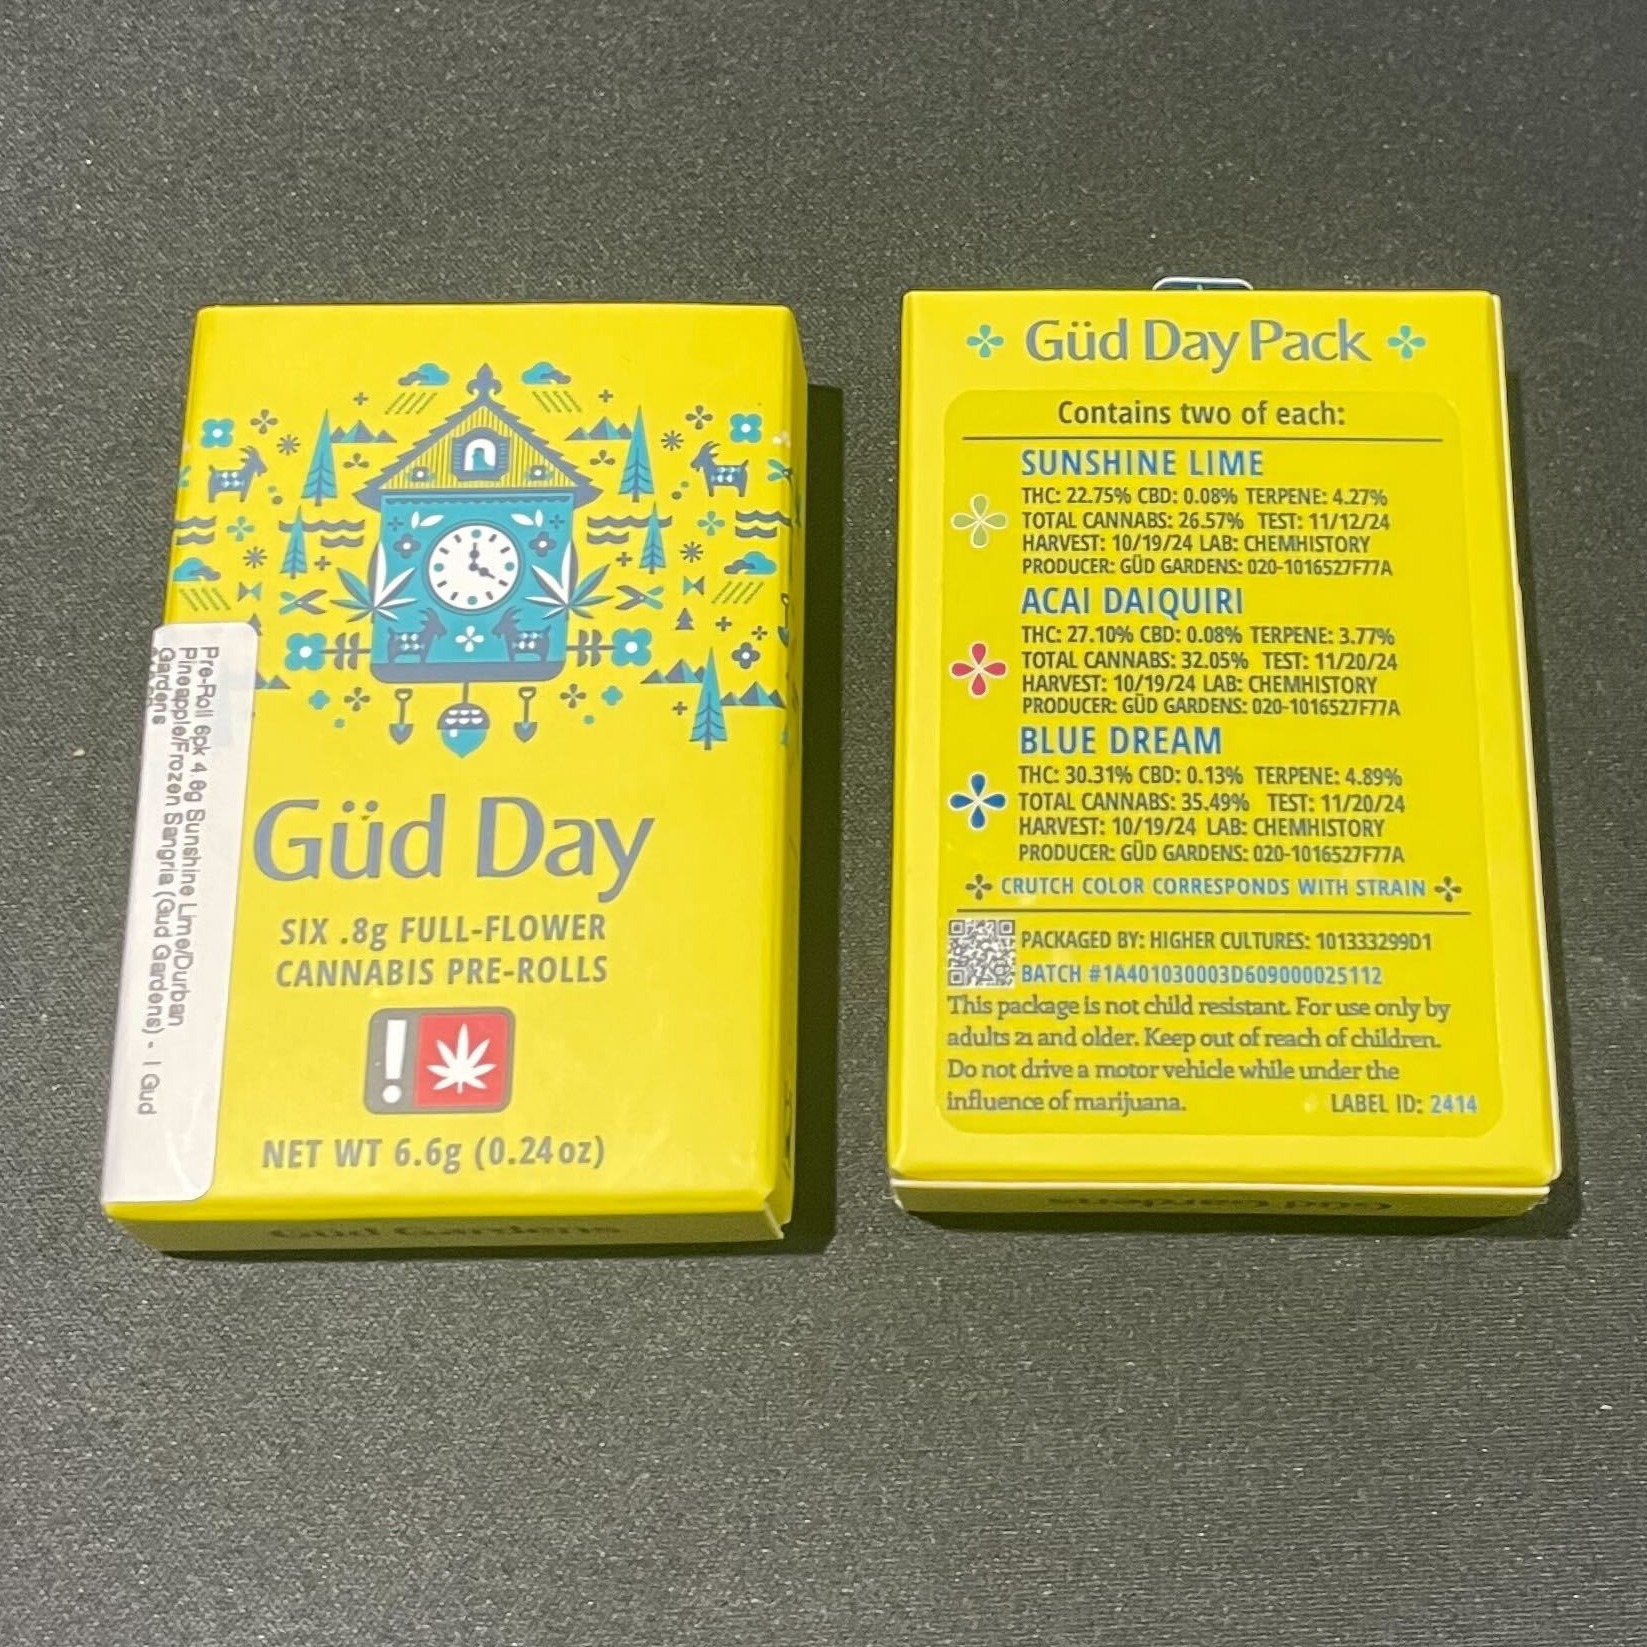 Güd Day
SIX .8g FULL-FLOWER
CANNABIS PRE-ROLLS
!
NET WT 6.6g (0.24oz)
Güd Gardens
Pre-Roll 6pk 4.8g Sunshine Lime/Durban
Pineapple/Frozen Sangria (Gud Gardens) - | Gud
Gardens
Güd Day Pack
Contains two of each:
SUNSHINE LIME
THC: 22.75% CBD: 0.08% TERPENE: 4.27%
TOTAL CANNABS: 26.57% TEST: 11/12/24
HARVEST: 10/19/24 LAB: CHEMHISTORY
PRODUCER: GÜD GARDENS: 020-1016527F77A
ACAI DAIQUIRI
THC: 27.10% CBD: 0.08% TERPENE: 3.77%
TOTAL CANNABS: 32.05% TEST: 11/20/24
HARVEST: 10/19/24 LAB: CHEMHISTORY
PRODUCER: GÜD GARDENS: 020-1016527F77A
BLUE DREAM
THC: 30.31% CBD: 0.13% TERPENE: 4.89%
TOTAL CANNABS: 35.49% TEST: 11/20/24
HARVEST: 10/19/24 LAB: CHEMHISTORY
PRODUCER: GÜD GARDENS: 020-1016527F77A
CRUTCH COLOR CORRESPONDS WITH STRAIN
PACKAGED BY: HIGHER CULTURES: 101333299D1
BATCH #1A401030003D609000025112
This package is not child resistant. For use only by
adults 21 and older. Keep out of reach of children.
Do not drive a motor vehicle while under the
influence of marijuana.
LABEL ID: 2414
Güd Gardens